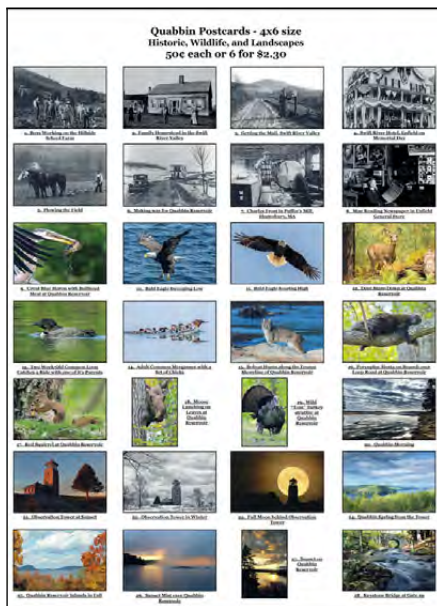 Quabbin Postcards - 4x6 size
Historic, Wildlife, and Landscapes
50¢ each or 6 for $2.30
1. Boys Working on the Hillside
School Farm
2. Family Homestead in the Swift
River Valley
3. Getting the Mail, Swift River Valley
4. Swift River Hotel, Enfield on
Memorial Day
5. Plowing the Field
6. Making way for Quabbin Reservoir
7. Charles Frost in Puffer's Mill,
Shutesbury, MA
8. Man Reading Newspaper in Enfield
General Store
9. Great Blue Heron with Bullhead
Meal at Quabbin Reservoir
10. Bald Eagle Swooping Low
11. Bald Eagle Soaring High
12. Deer
at Quabbin
Reservoir
13. Two Week Old Common Loon
Catches a Ride with one of it's Parents
14. Adult Common Merganser with a
Set of Chicks
15. Bobcat Hunts along the Frozen
Shoreline of Quabbin Reservoir
16. Porcupine Rests on Branch over
Loop Road at Quabbin Reservoir
17. Red Squirrel at Quabbin Reservoir
18. Moose
Munching on
Leaves at Quabbin
Reservoir
19. Wild
"Tom" Turkey
at
Quabbin
Reservoir
20. Quabbin Morning
21. Observation Tower at Sunset
22. Observation Tower in Winter
23. Full Moon behind Observation
Tower
24. Quabbin Spring from the Tower
25. Quabbin Reservoir Islands in Fall
26. Sunset Mist over Quabbin
Reservoir
27. Sunset on
Quabbin
Reservoir
28. Keystone Bridge at Gate 30